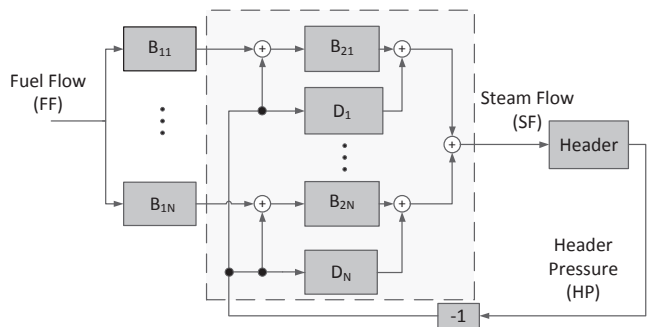 Fuel Flow
(FF)
B₁₁
B₂₁
D₁
B₁N
B₂N
DN
Steam Flow
(SF)
Header
Header
Pressure
(HP)
-1